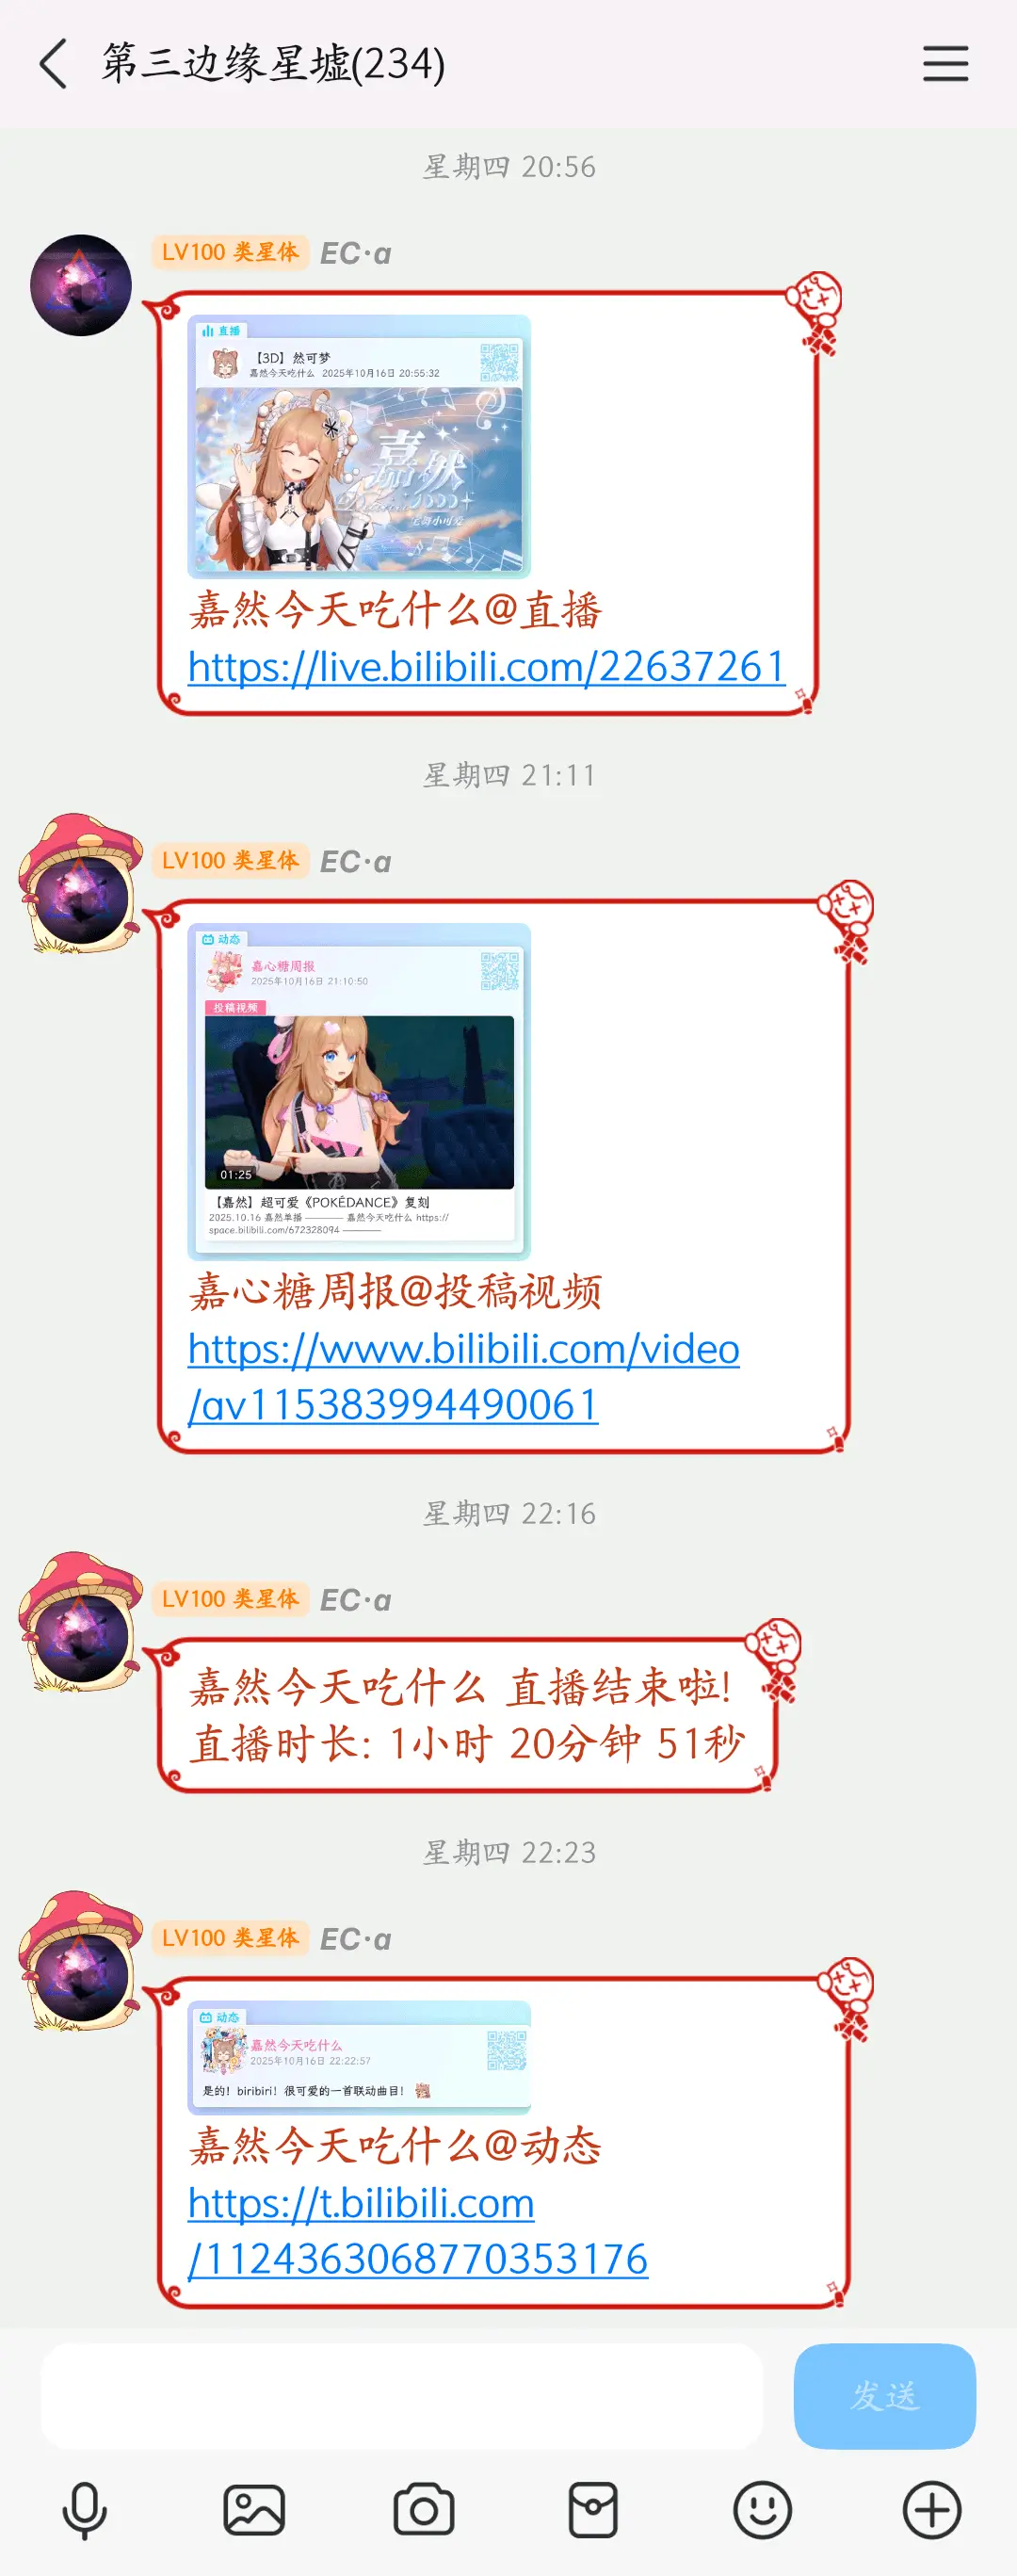 第三边缘星墟(234)
星期四 20:56
LV100 类星体 EC·a
直播
【3D】然可梦
嘉然今天吃什么 2025年10月16日 20:55:32
嘉然
宅舞小可爱
嘉然今天吃什么@直播
https://live.bilibili.com/22637261
星期四 21:11
LV100 类星体 EC·a
动态
嘉心糖周报
2025年10月16日 21:10:50
投稿视频
01:25
【嘉然】超可爱《POKÉDANCE》复刻
2025.10.16 嘉然单播 ———— 嘉然今天吃什么 https://
space.bilibili.com/672328094 ————
嘉心糖周报@投稿视频
https://www.bilibili.com/video
/av115383994490061
星期四 22:16
LV100 类星体 EC·a
嘉然今天吃什么 直播结束啦!
直播时长: 1小时 20分钟 51秒
星期四 22:23
LV100 类星体 EC·a
动态
嘉然今天吃什么
2025年10月16日 22:22:57
是的！biribiri！很可爱的一首联动曲目！
嘉然今天吃什么@动态
https://t.bilibili.com
/1124363068770353176
发送